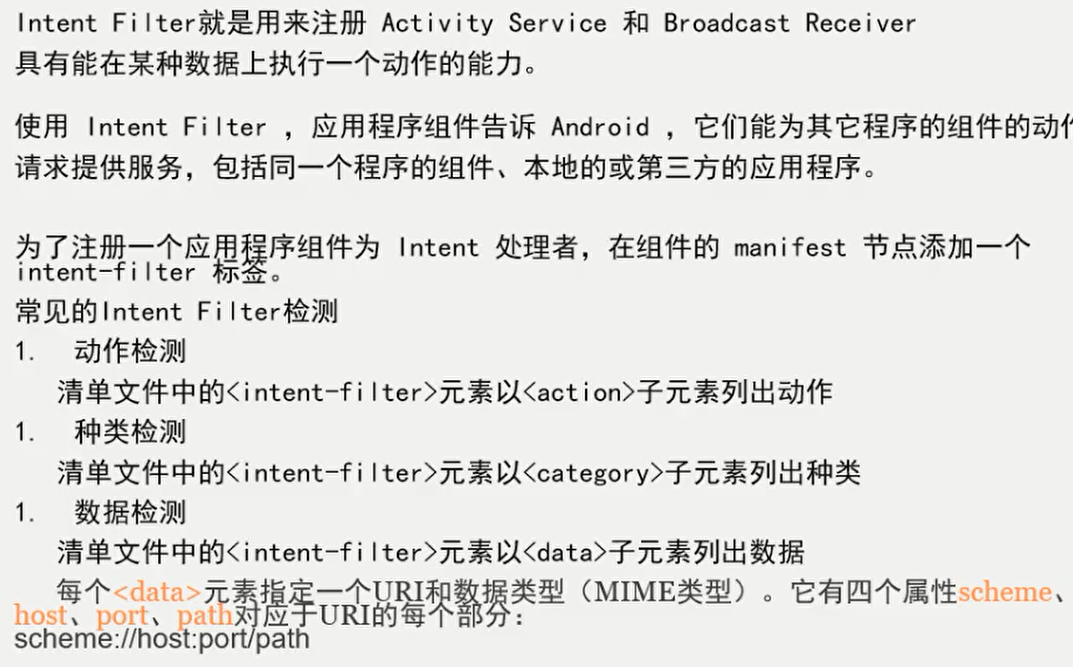 Intent Filter就是用来注册 Activity Service 和 Broadcast Receiver
具有能在某种数据上执行一个动作的能力。
使用 Intent Filter ，应用程序组件告诉 Android ，它们能为其它程序的组件的动作
请求提供服务，包括同一个程序的组件、本地的或第三方的应用程序。
为了注册一个应用程序组件为 Intent 处理者，在组件的 manifest 节点添加一个
intent-filter 标签。
常见的Intent Filter检测
1. 动作检测
清单文件中的<intent-filter>元素以<action>子元素列出动作
1. 种类检测
清单文件中的<intent-filter>元素以<category>子元素列出种类
1. 数据检测
清单文件中的<intent-filter>元素以<data>子元素列出数据
每个<data>元素指定一个URI和数据类型（MIME类型）。它有四个属性scheme、
host、port、path对应于URI的每个部分：
scheme://host:port/path